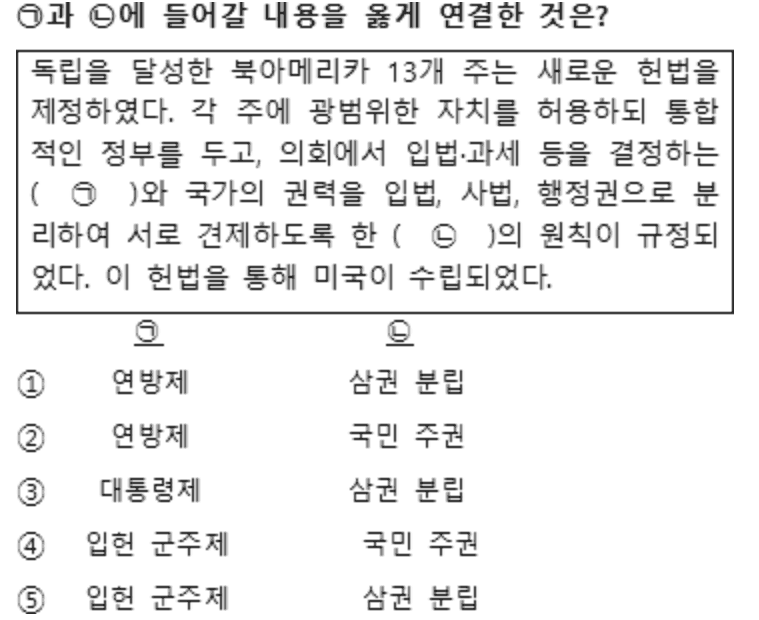 ㉠과 ㉡에 들어갈 내용을 옳게 연결한 것은?
독립을 달성한 북아메리카 13개 주는 새로운 헌법을
제정하였다. 각 주에 광범위한 자치를 허용하되 통합
적인 정부를 두고, 의회에서 입법·과세 등을 결정하는
( ㉠ )와 국가의 권력을 입법, 사법, 행정권으로 분
리하여 서로 견제하도록 한 ( ㉡ )의 원칙이 규정되
었다. 이 헌법을 통해 미국이 수립되었다.
㉠ ㉡
① 연방제 삼권 분립
② 연방제 국민 주권
③ 대통령제 삼권 분립
④ 입헌 군주제 국민 주권
⑤ 입헌 군주제 삼권 분립